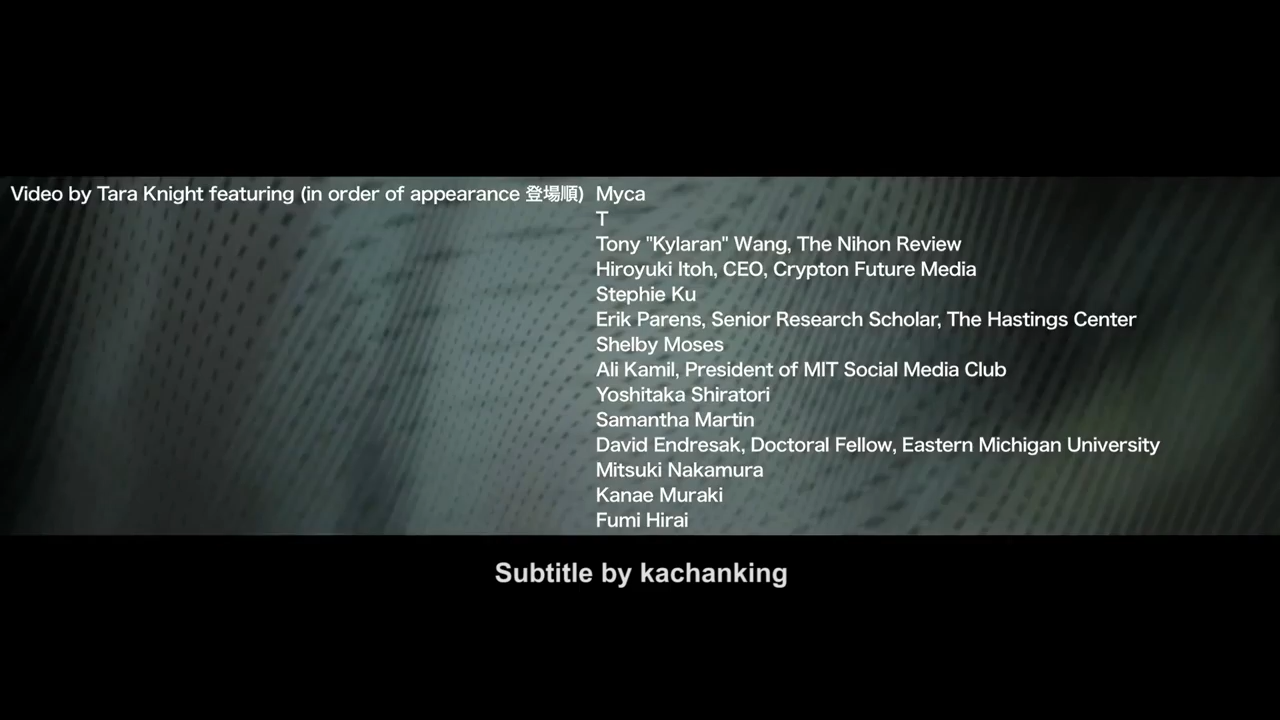 Video by Tara Knight featuring (in order of appearance 登場順) Myca
T
Tony "Kylaran" Wang, The Nihon Review
Hiroyuki Itoh, CEO, Crypton Future Media
Stephie Ku
Erik Parens, Senior Research Scholar, The Hastings Center
Shelby Moses
Ali Kamil, President of MIT Social Media Club
Yoshitaka Shiratori
Samantha Martin
David Endresak, Doctoral Fellow, Eastern Michigan University
Mitsuki Nakamura
Kanae Muraki
Fumi Hirai
Subtitle by kachanking